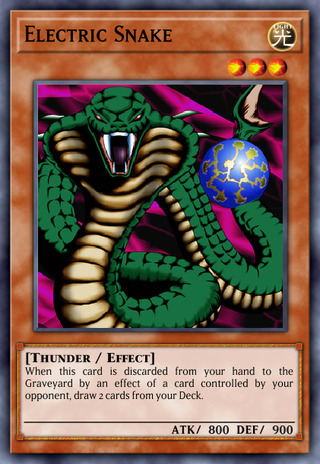 Electric Snake
LIGHT
光
[Thunder / Effect]
When this card is discarded from your hand to the
Graveyard by an effect of a card controlled by your
opponent, draw 2 cards from your Deck.
ATK/ 800 DEF/ 900